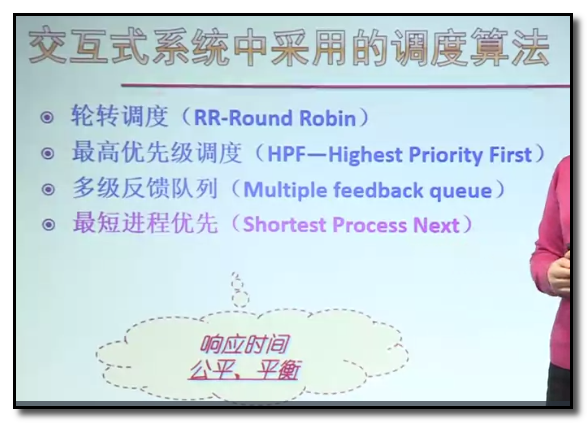 交互式系统中采用的调度算法
轮转调度（RR-Round Robin）
最高优先级调度（HPF—Highest Priority First）
多级反馈队列（Multiple feedback queue）
最短进程优先（Shortest Process Next）
响应时间
公平、平衡